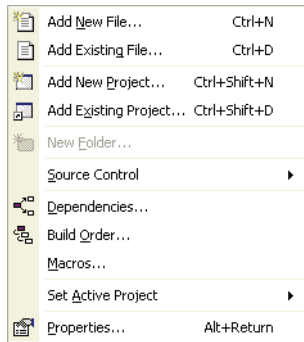 Add New File... Ctrl+N
Add Existing File... Ctrl+D
Add New Project... Ctrl+Shift+N
Add Existing Project... Ctrl+Shift+D
New Folder...
Source Control
Dependencies...
Build Order...
Macros...
Set Active Project
Properties... Alt+Return